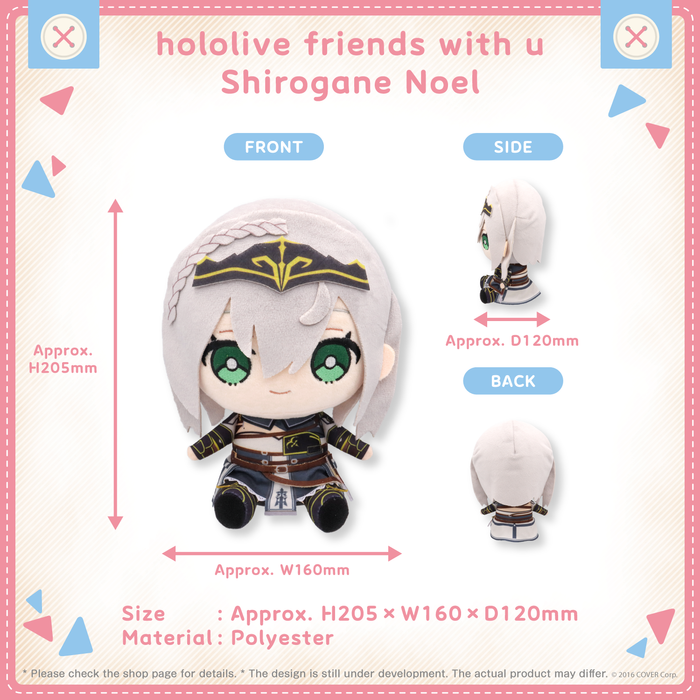 hololive friends with u
Shirogane Noel
FRONT
SIDE
Approx. D120mm
Approx.
H205mm
BACK
Approx. W160mm
Size : Approx. H205×W160×D120mm
Material : Polyester
* Please check the shop page for details. * The design is still under development. The actual product may differ. © 2016 COVER Corp.